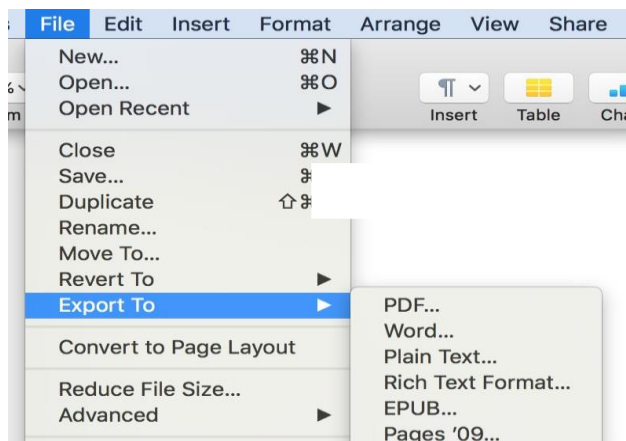 File Edit Insert Format Arrange View Share
New... ⌘N
Open... ⌘O
Open Recent ▶
Insert Table
Close ⌘W
Save...
Duplicate
Rename...
Move To...
Revert To ▶
Export To ▶
Convert to Page Layout
Reduce File Size...
Advanced ▶
PDF...
Word...
Plain Text...
Rich Text Format...
EPUB...
Pages '09...